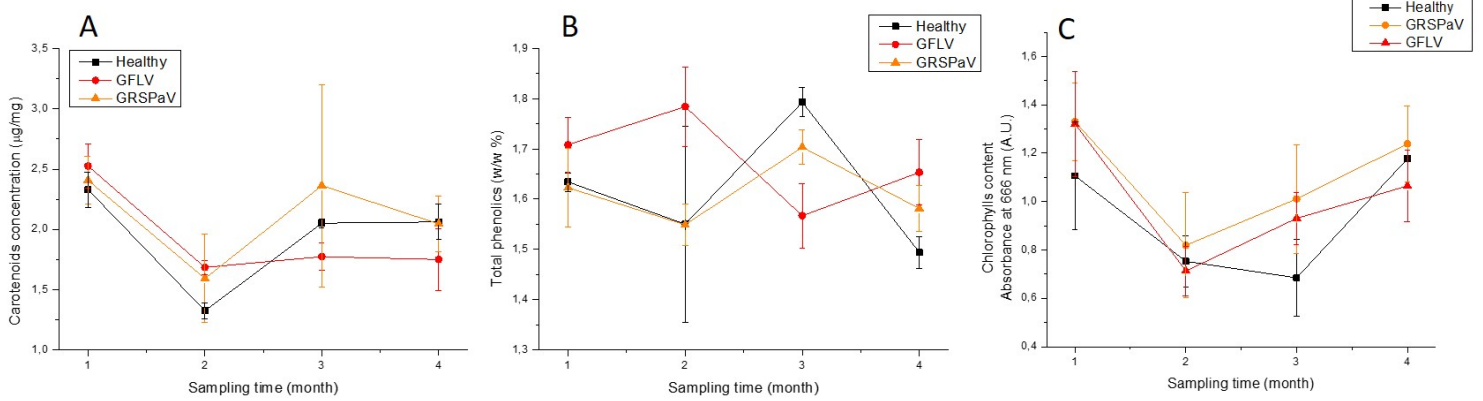 A
Healthy
GFLV
GRSPaV
3,5
3,0
2,5
2,0
1,5
1,0
Carotenoids concentration (µg/mg)
1
2
3
4
Sampling time (month)
B
Healthy
GFLV
GRSPaV
1,9
1,8
1,7
1,6
1,5
1,4
1,3
Total phenolics (w/w %)
1
2
3
4
Sampling time (month)
C
Healthy
GRSPaV
GFLV
1,6
1,4
1,2
1,0
0,8
0,6
0,4
Chlorophylls content
Absorbance at 666 nm (A.U.)
1
2
3
4
Sampling time (month)